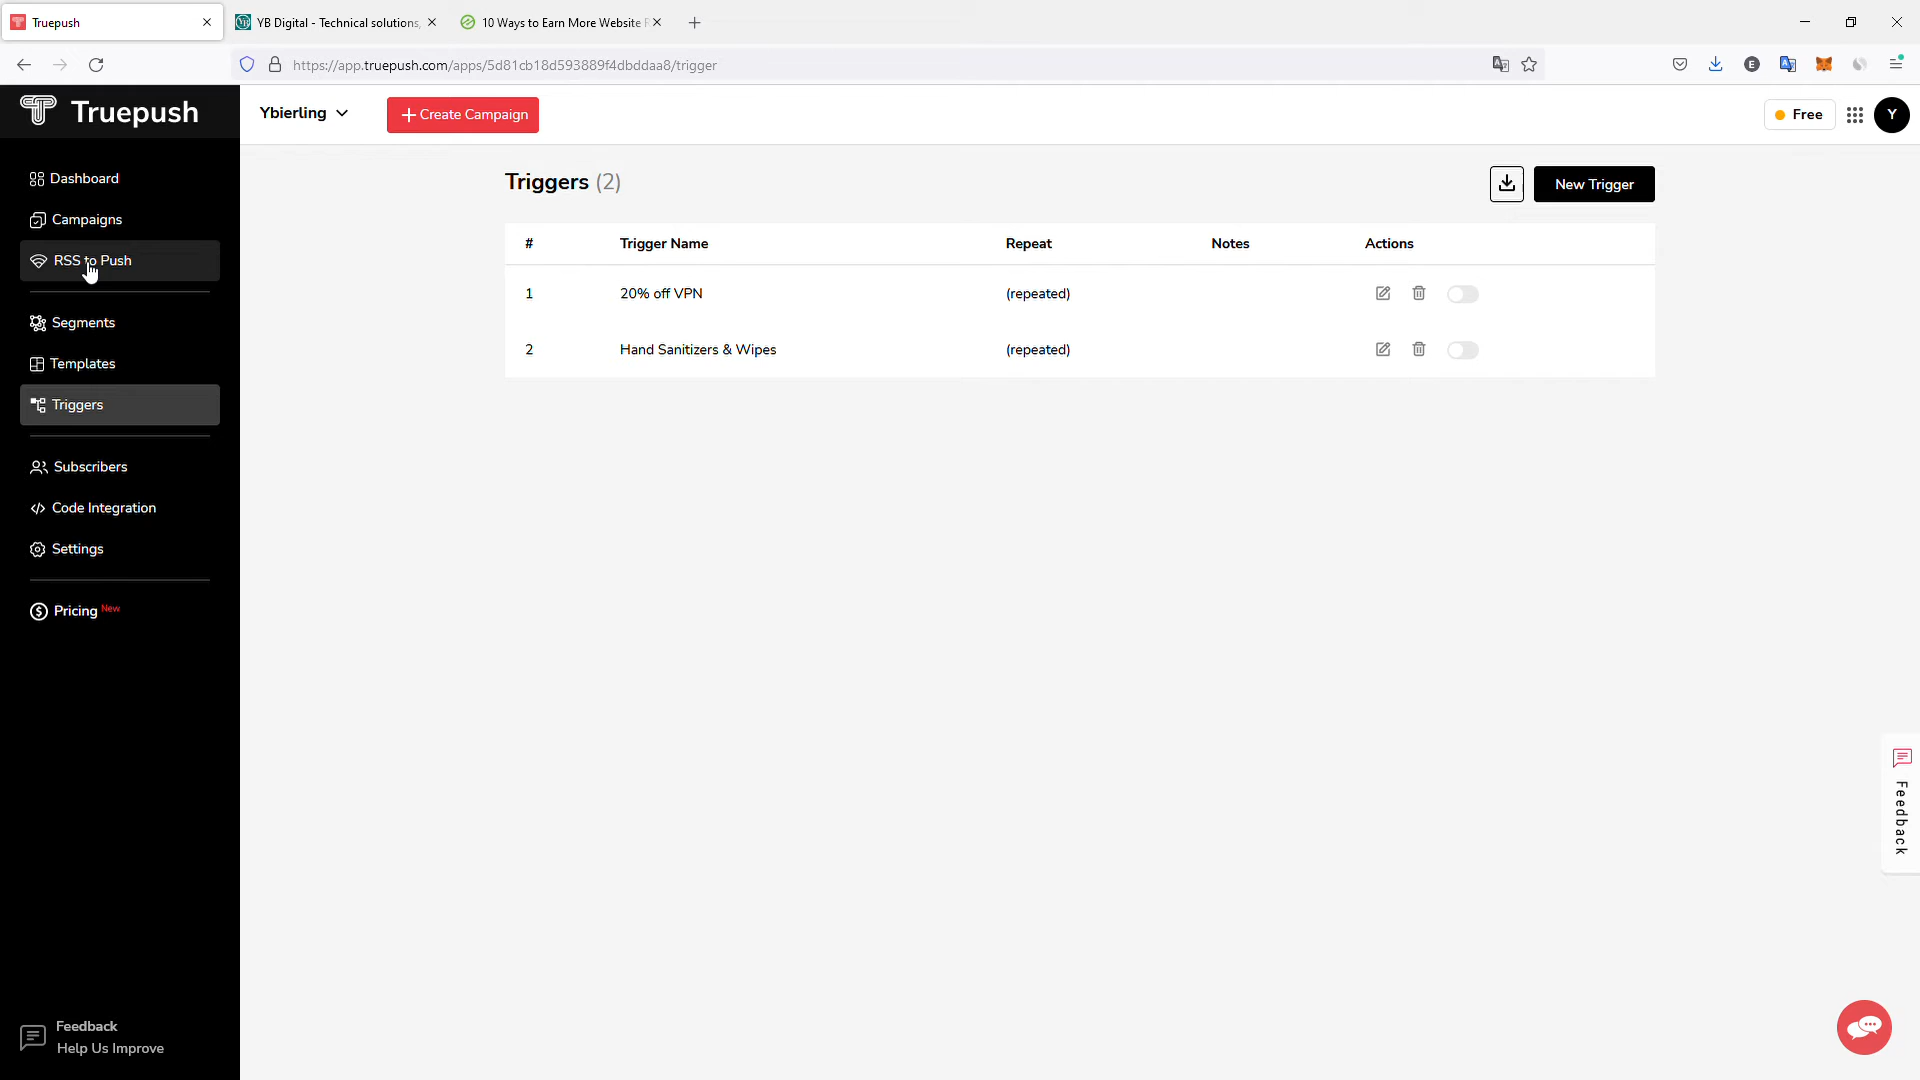 Truepush
YB Digital - Technical solutions,
10 Ways to Earn More Website
https://app.truepush.com/apps/5d81cb18d593889f4dbddaa8/trigger
E
Truepush
Ybierling
+ Create Campaign
Free
Y
Dashboard
Campaigns
RSS to Push
Segments
Templates
Triggers
Subscribers
Code Integration
Settings
Pricing New
Feedback
Help Us Improve
Triggers (2)
New Trigger
# Trigger Name Repeat Notes Actions
1 20% off VPN (repeated)
2 Hand Sanitizers & Wipes (repeated)
Feedback